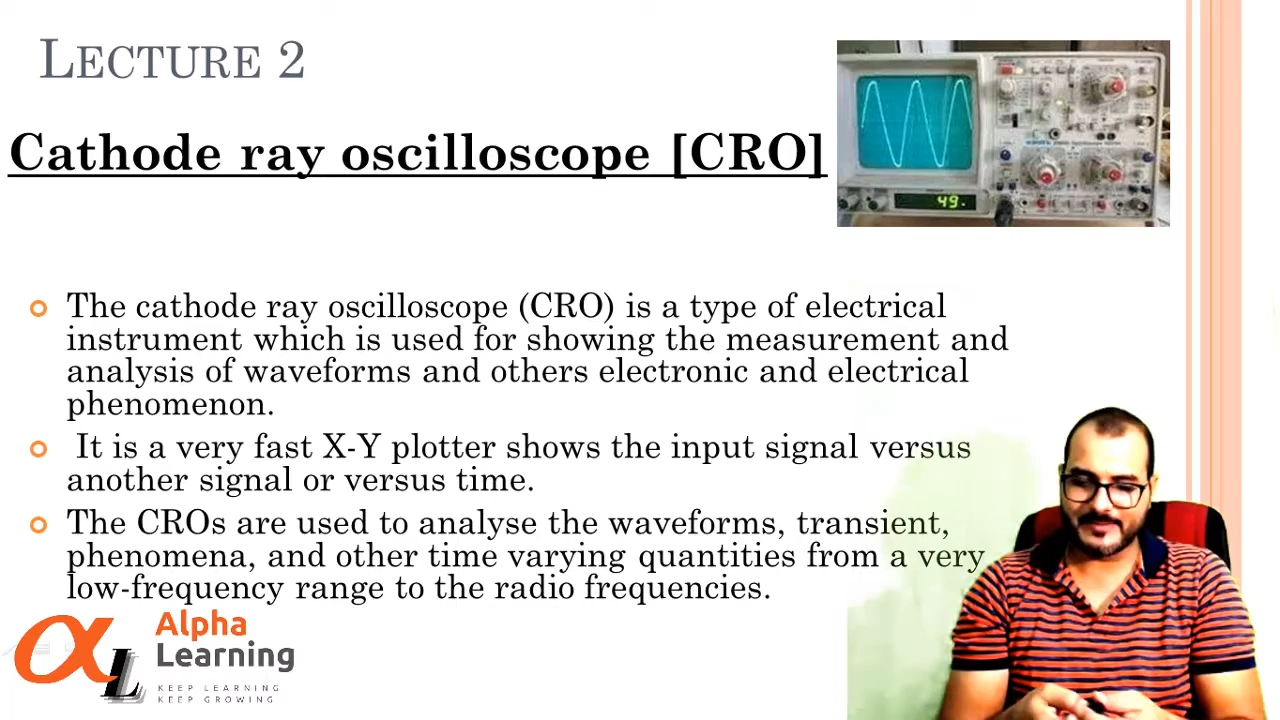 LECTURE 2
Cathode ray oscilloscope [CRO]
49.
The cathode ray oscilloscope (CRO) is a type of electrical
instrument which is used for showing the measurement and
analysis of waveforms and others electronic and electrical
phenomenon.
It is a very fast X-Y plotter shows the input signal versus
another signal or versus time.
The CROs are used to analyse the waveforms, transient,
phenomena, and other time varying quantities from a very
low-frequency range to the radio frequencies.
α
L
Alpha
Learning
KEEP LEARNING
KEEP GROWING